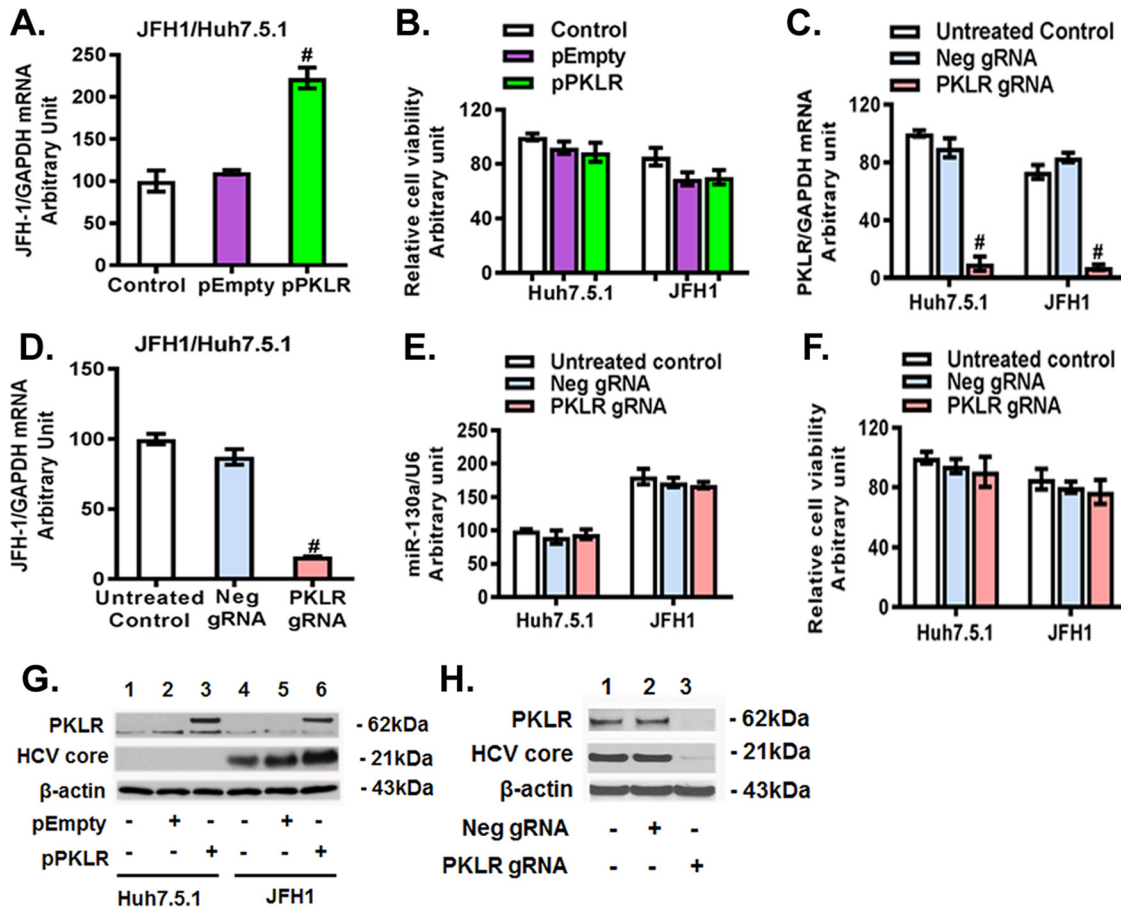 A.
JFH1/Huh7.5.1
JFH-1/GAPDH mRNA
Arbitrary Unit
250
200
150
100
50
0
#
Control pEmpty pPKLR
B.
Control
pEmpty
pPKLR
Relative cell viability
Arbitrary unit
120
80
40
0
Huh7.5.1 JFH1
C.
Untreated Control
Neg gRNA
PKLR gRNA
PKLR/GAPDH mRNA
Arbitrary unit
120
80
40
0
# #
Huh7.5.1 JFH1
D.
JFH1/Huh7.5.1
JFH-1/GAPDH mRNA
Arbitrary Unit
150
100
50
0
#
Untreated Neg PKLR
Control gRNA gRNA
E.
Untreated control
Neg gRNA
PKLR gRNA
miR-130a/U6
Arbitrary unit
250
200
150
100
50
0
Huh7.5.1 JFH1
F.
Untreated control
Neg gRNA
PKLR gRNA
Relative cell viability
Arbitrary unit
120
80
40
0
Huh7.5.1 JFH1
G.
1 2 3 4 5 6
PKLR - 62kDa
HCV core - 21kDa
β-actin - 43kDa
pEmpty - + - + -
pPKLR - - + - - +
Huh7.5.1 JFH1
H.
1 2 3
PKLR - 62kDa
HCV core - 21kDa
β-actin - 43kDa
Neg gRNA - + -
PKLR gRNA - - +